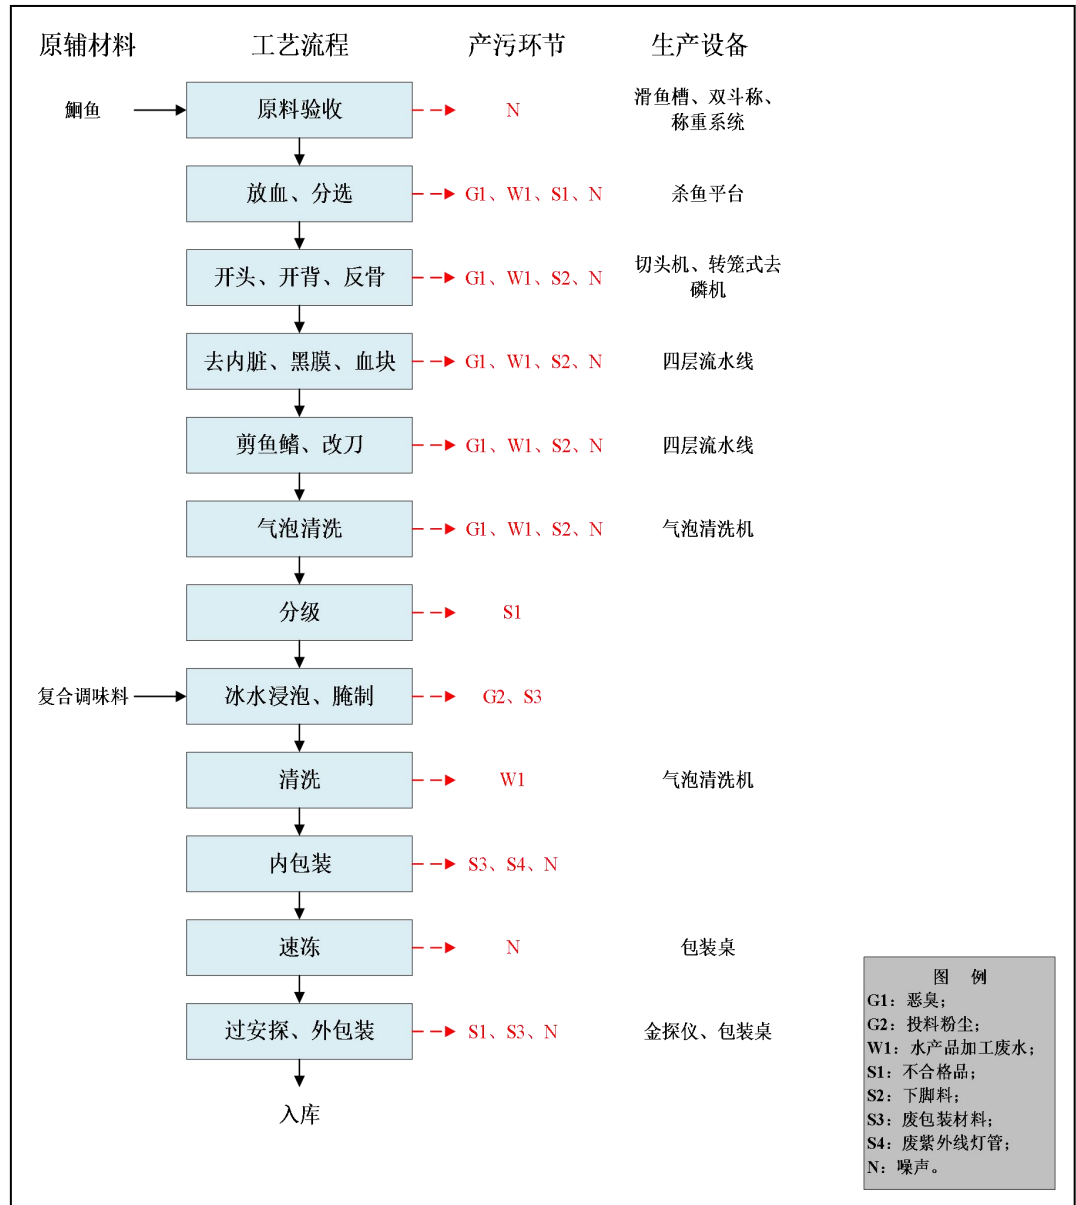 原辅材料 工艺流程 产污环节 生产设备
鮰鱼 原料验收 N 滑鱼槽、双斗称、
称重系统
放血、分选 G1、W1、S1、N 杀鱼平台
开头、开背、反骨 G1、W1、S2、N 切头机、转笼式去
磷机
去内脏、黑膜、血块 G1、W1、S2、N 四层流水线
剪鱼鳍、改刀 G1、W1、S2、N 四层流水线
气泡清洗 G1、W1、S2、N 气泡清洗机
分级 S1
复合调味料 冰水浸泡、腌制 G2、S3
清洗 W1 气泡清洗机
内包装 S3、S4、N
速冻 N 包装桌
过安探、外包装 S1、S3、N 金探仪、包装桌
入库
图 例
G1：恶臭；
G2：投料粉尘；
W1：水产品加工废水；
S1：不合格品；
S2：下脚料；
S3：废包装材料；
S4：废紫外线灯管；
N：噪声。